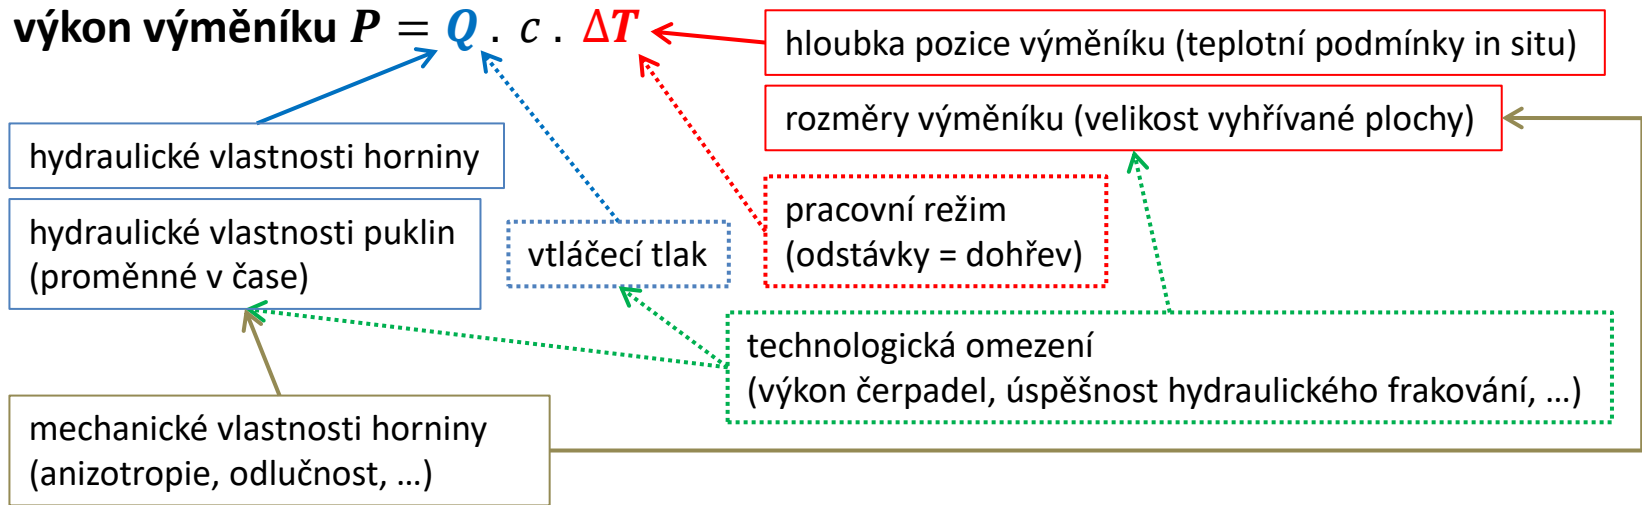 výkon výměníku P = Q . c . ΔT
hloubka pozice výměníku (teplotní podmínky in situ)
rozměry výměníku (velikost vyhřívané plochy)
hydraulické vlastnosti horniny
hydraulické vlastnosti puklin
(proměnné v čase)
vtláčecí tlak
pracovní režim
(odstávky = dohřev)
technologická omezení
(výkon čerpadel, úspěšnost hydraulického frakování, ...)
mechanické vlastnosti horniny
(anizotropie, odlučnost, ...)